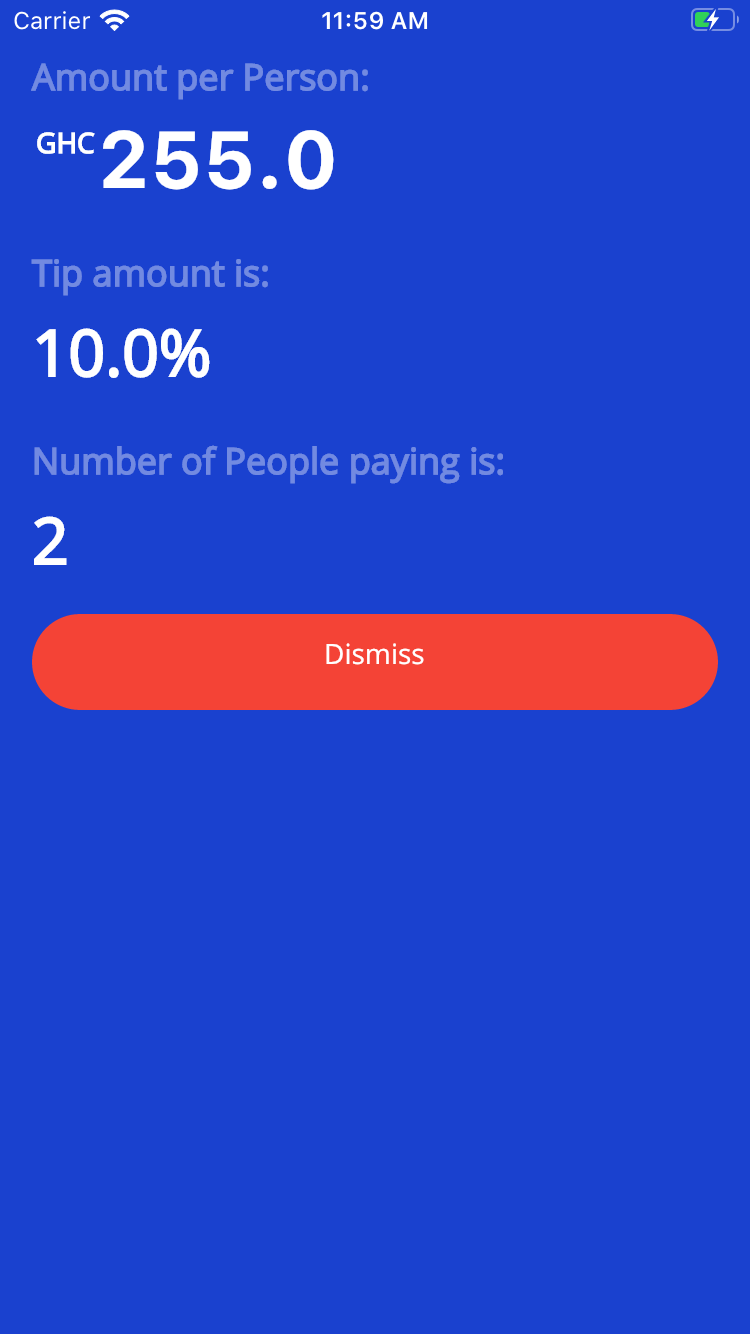 Carrier 11:59 AM
Amount per Person:
GHC 255.0
Tip amount is:
10.0%
Number of People paying is:
2
Dismiss